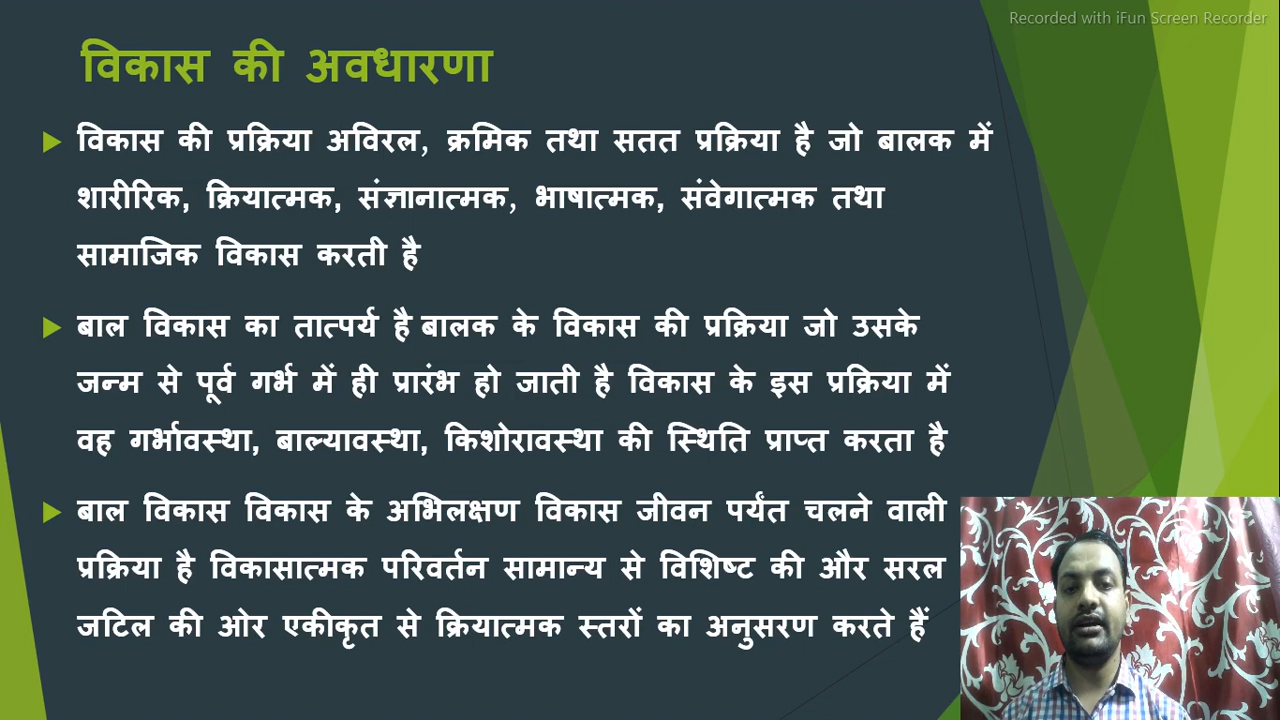 Recorded with iFun Screen Recorder
विकास की अवधारणा
विकास की प्रक्रिया अविरल, क्रमिक तथा सतत प्रक्रिया है जो बालक में
शारीरिक, क्रियात्मक, संज्ञानात्मक, भाषात्मक, संवेगात्मक तथा
सामाजिक विकास करती है
बाल विकास का तात्पर्य है बालक के विकास की प्रक्रिया जो उसके
जन्म से पूर्व गर्भ में ही प्रारंभ हो जाती है विकास के इस प्रक्रिया में
वह गर्भावस्था, बाल्यावस्था, किशोरावस्था की स्थिति प्राप्त करता है
बाल विकास विकास के अभिलक्षण विकास जीवन पर्यंत चलने वाली
प्रक्रिया है विकासात्मक परिवर्तन सामान्य से विशिष्ट की और सरल
जटिल की ओर एकीकृत से क्रियात्मक स्तरों का अनुसरण करते हैं